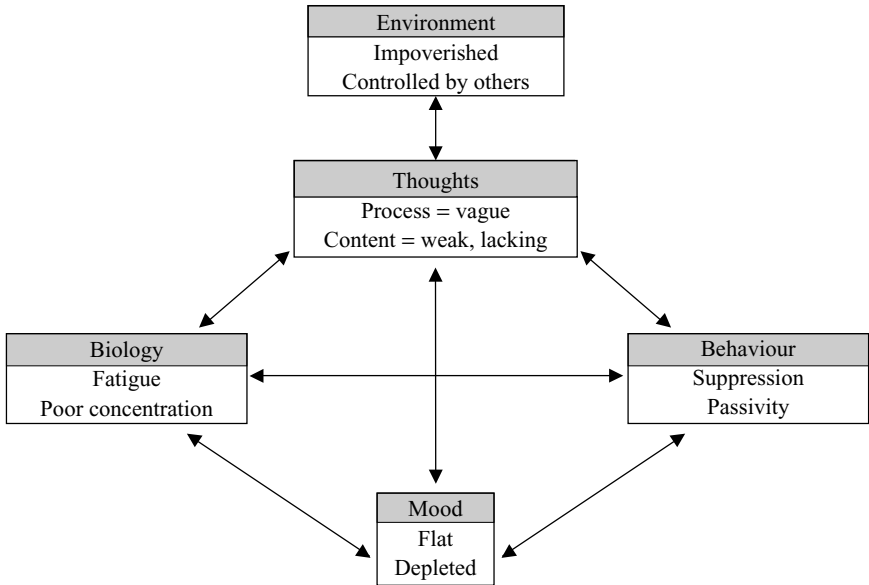 Environment
Impoverished
Controlled by others
Thoughts
Process = vague
Content = weak, lacking
Biology
Fatigue
Poor concentration
Behaviour
Suppression
Passivity
Mood
Flat
Depleted